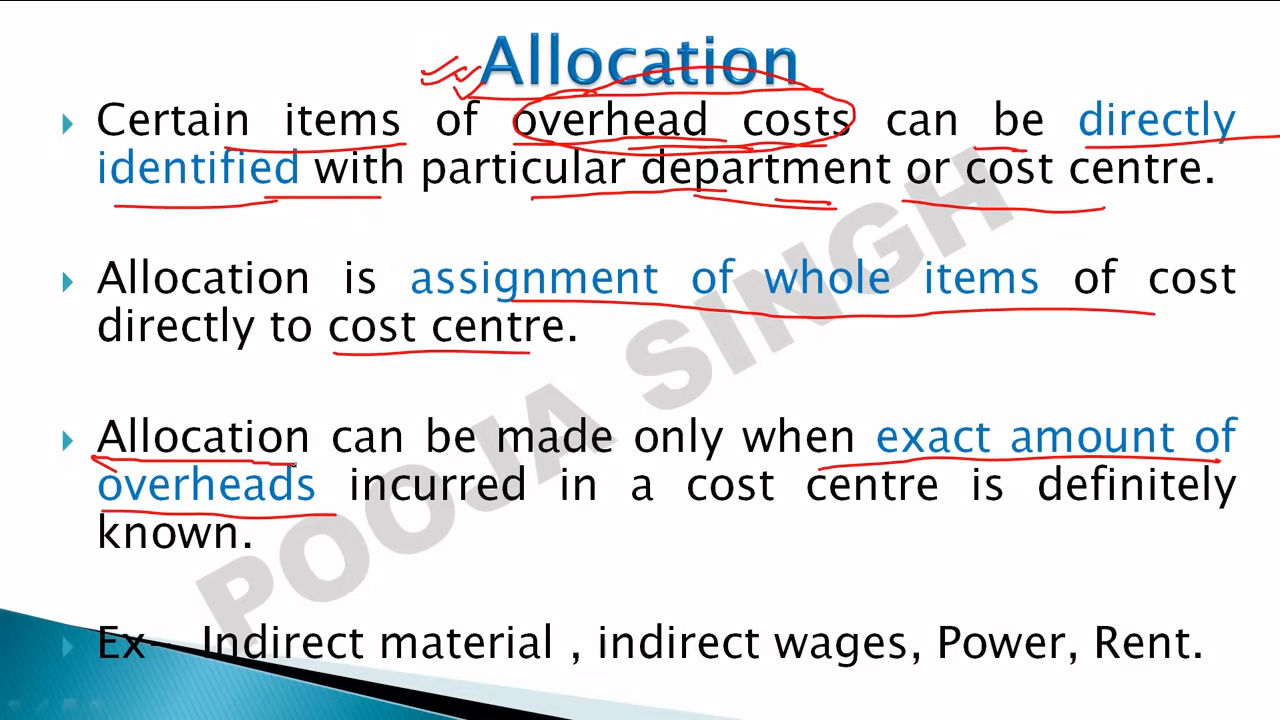 Allocation
Certain items of overhead costs can be directly
identified with particular department or cost centre.
Allocation is assignment of whole items of cost
directly to cost centre.
Allocation can be made only when exact amount of
overheads incurred in a cost centre is definitely
known.
Ex- Indirect material , indirect wages, Power, Rent.
POOJA SINGH